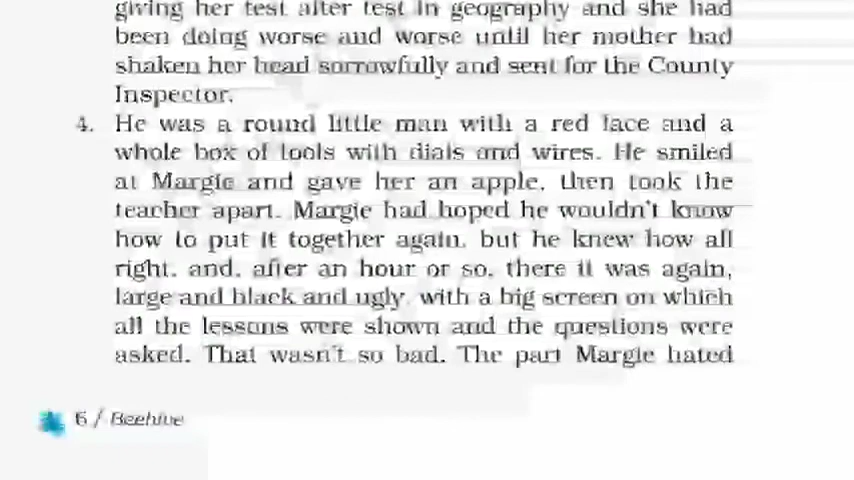 giving her test after test in geography and she had
been doing worse and worse until her mother had
shaken her head sorrowfully and sent for the County
Inspector.
4. He was a round little man with a red face and a
whole box of tools with dials and wires. He smiled
at Margie and gave her an apple, then took the
teacher apart. Margie had hoped he wouldn't know
how to put it together again, but he knew how all
right, and, after an hour or so, there it was again,
large and black and ugly, with a big screen on which
all the lessons were shown and the questions were
asked. That wasn't so bad. The part Margie hated
6 / Beehive